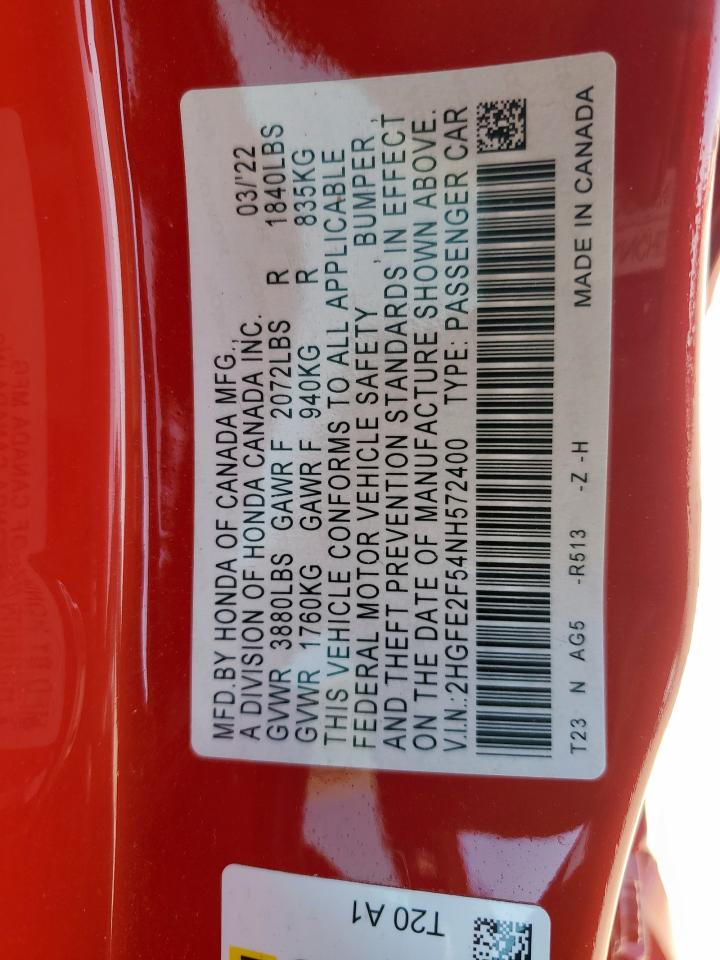 MFD.BY HONDA OF CANADA MFG.,
A DIVISION OF HONDA CANADA INC. 03/'22
GVWR 3880LBS GAWR F 2072LBS R 1840LBS
GVWR 1760KG GAWR F 940KG R 835KG
THIS VEHICLE CONFORMS TO ALL APPLICABLE
FEDERAL MOTOR VEHICLE SAFETY , BUMPER ,
AND THEFT PREVENTION STANDARDS IN EFFECT
ON THE DATE OF MANUFACTURE SHOWN ABOVE.
V.I.N.:2HGFE2F54NH572400 TYPE: PASSENGER CAR
T23 N AG5 -R513 -Z -H MADE IN CANADA
T20 A1